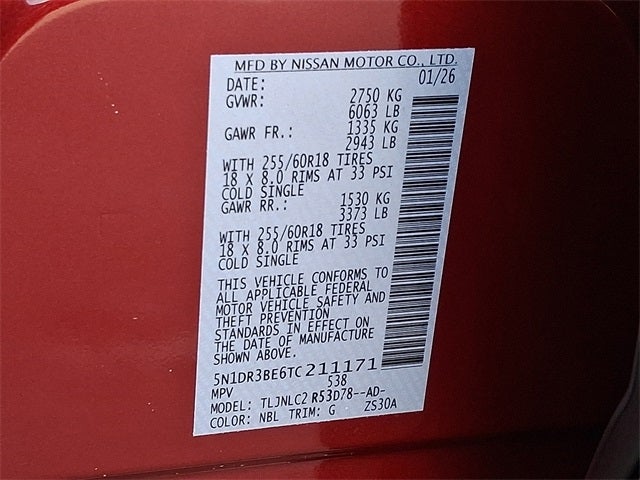 MFD BY NISSAN MOTOR CO., LTD.
DATE: 01/26
GVWR: 2750 KG
6063 LB
GAWR FR.: 1335 KG
2943 LB
WITH 255/60R18 TIRES
18 X 8.0 RIMS AT 33 PSI
COLD SINGLE
GAWR RR.: 1530 KG
3373 LB
WITH 255/60R18 TIRES
18 X 8.0 RIMS AT 33 PSI
COLD SINGLE
THIS VEHICLE CONFORMS TO
ALL APPLICABLE FEDERAL
MOTOR VEHICLE SAFETY AND
THEFT PREVENTION
STANDARDS IN EFFECT ON
THE DATE OF MANUFACTURE
SHOWN ABOVE.
5N1DR3BE6TC211171
MPV 538
MODEL: TLJNLC2 R53D78--AD-
COLOR: NBL TRIM: G ZS30A